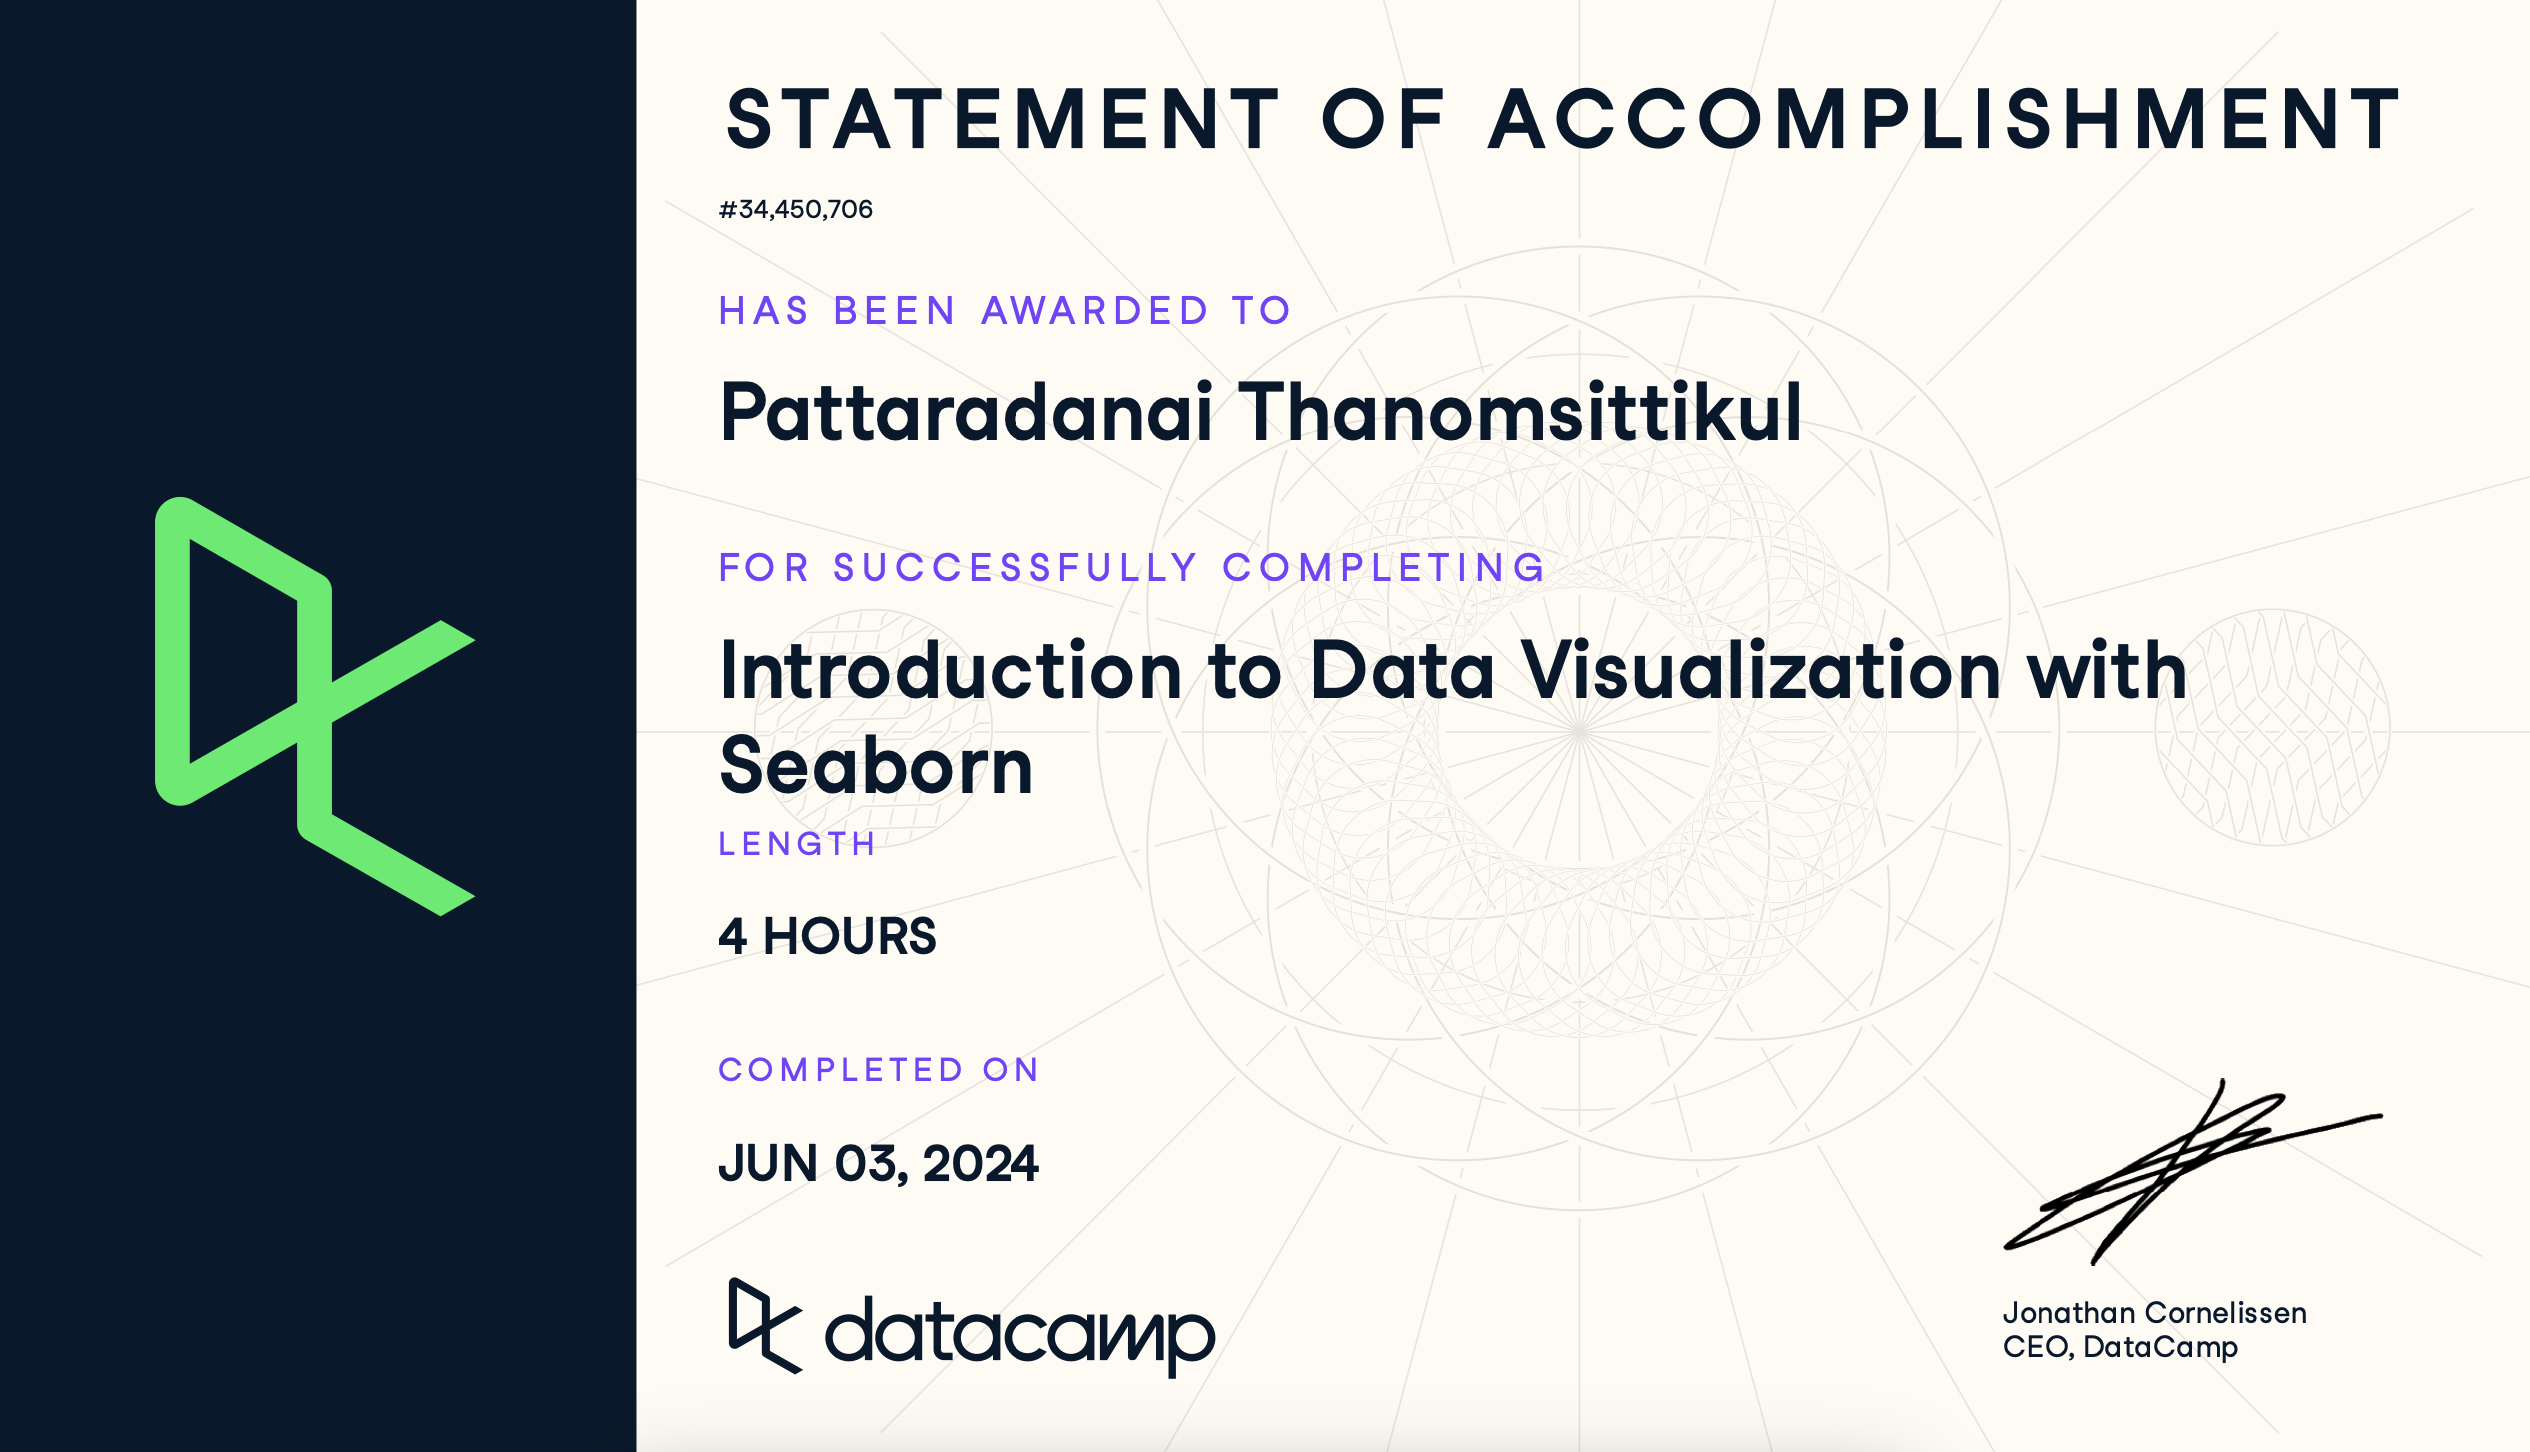 STATEMENT OF ACCOMPLISHMENT
#34,450,706
HAS BEEN AWARDED TO
Pattaradanai Thanomsittikul
FOR SUCCESSFULLY COMPLETING
Introduction to Data Visualization with
Seaborn
LENGTH
4 HOURS
COMPLETED ON
JUN 03, 2024
datacamp
Jonathan Cornelissen
CEO, DataCamp